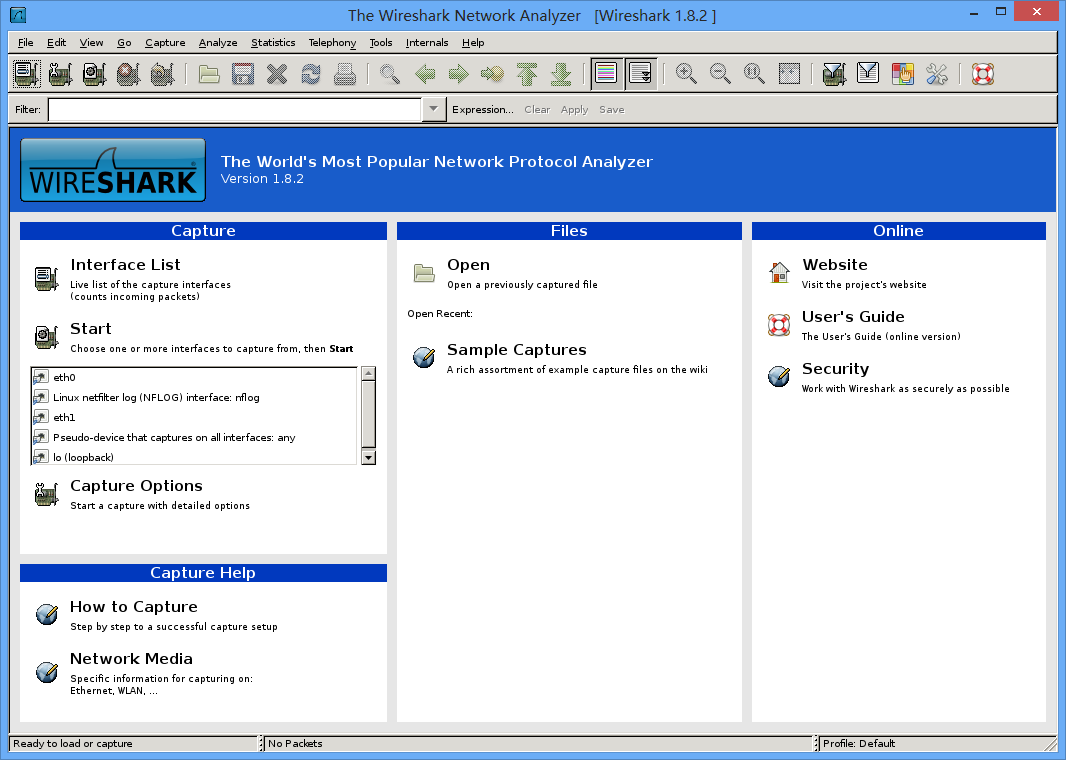 The Wireshark Network Analyzer [Wireshark 1.8.2 ]
File Edit View Go Capture Analyze Statistics Telephony Tools Internals Help
Filter: Expression... Clear Apply Save
WIRESHARK
The World's Most Popular Network Protocol Analyzer
Version 1.8.2
Capture
Interface List
Live list of the capture interfaces
(counts incoming packets)
Start
Choose one or more interfaces to capture from, then Start
eth0
Linux netfilter log (NFLOG) interface: nflog
eth1
Pseudo-device that captures on all interfaces: any
lo (loopback)
Capture Options
Start a capture with detailed options
Capture Help
How to Capture
Step by step to a successful capture setup
Network Media
Specific information for capturing on:
Ethernet, WLAN, ...
Files
Open
Open a previously captured file
Open Recent:
Sample Captures
A rich assortment of example capture files on the wiki
Online
Website
Visit the project's website
User's Guide
The User's Guide (online version)
Security
Work with Wireshark as securely as possible
Ready to load or capture
No Packets
Profile: Default